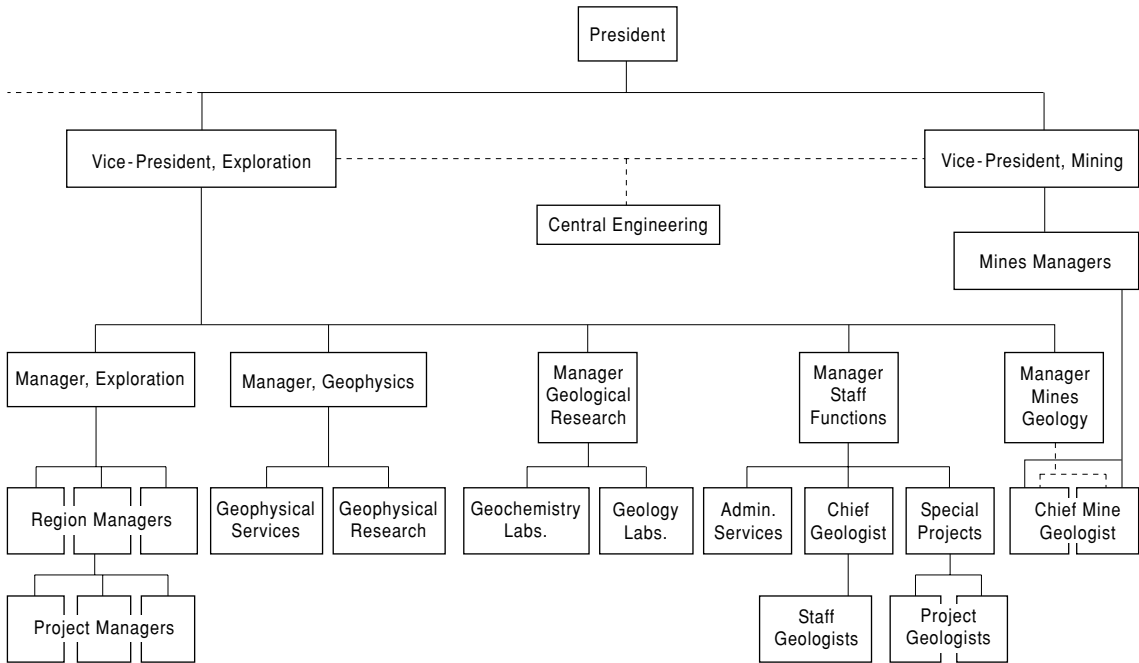 President
Vice-President, Exploration
Vice-President, Mining
Central Engineering
Mines Managers
Manager, Exploration
Manager, Geophysics
Manager
Geological
Research
Manager
Staff
Functions
Manager
Mines
Geology
Region Managers
Geophysical
Services
Geophysical
Research
Geochemistry
Labs.
Geology
Labs.
Admin.
Services
Chief
Geologist
Special
Projects
Chief Mine
Geologist
Project Managers
Staff
Geologists
Project
Geologists